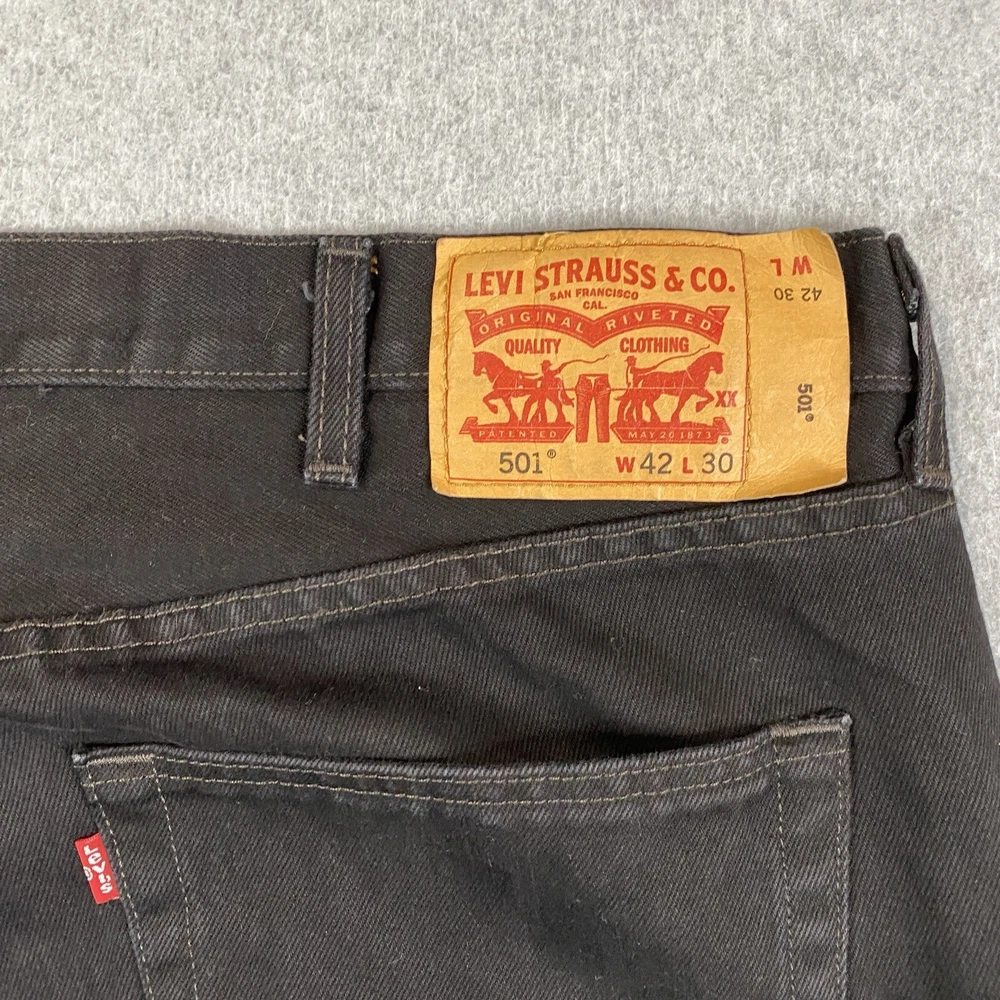 LEVI STRAUSS & CO.
SAN FRANCISCO
CAL.
ORIGINAL RIVETED
QUALITY CLOTHING
XX
PATENTED MAY 20 1873
®
501® W 42 L 30
W L
42 30
501®
LEVI'S
®